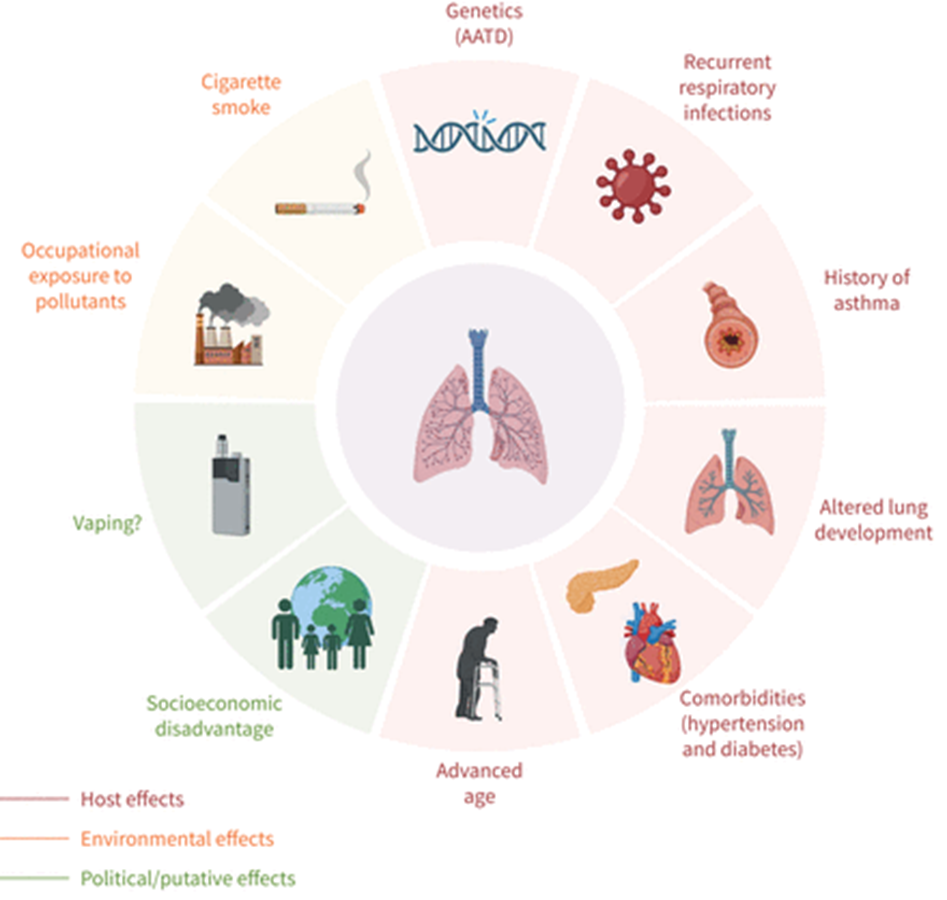 Genetics
(AATD)
Recurrent
respiratory
infections
History of
asthma
Altered lung
development
Comorbidities
(hypertension
and diabetes)
Advanced
age
Socioeconomic
disadvantage
Vaping?
Occupational
exposure to
pollutants
Cigarette
smoke
Host effects
Environmental effects
Political/putative effects